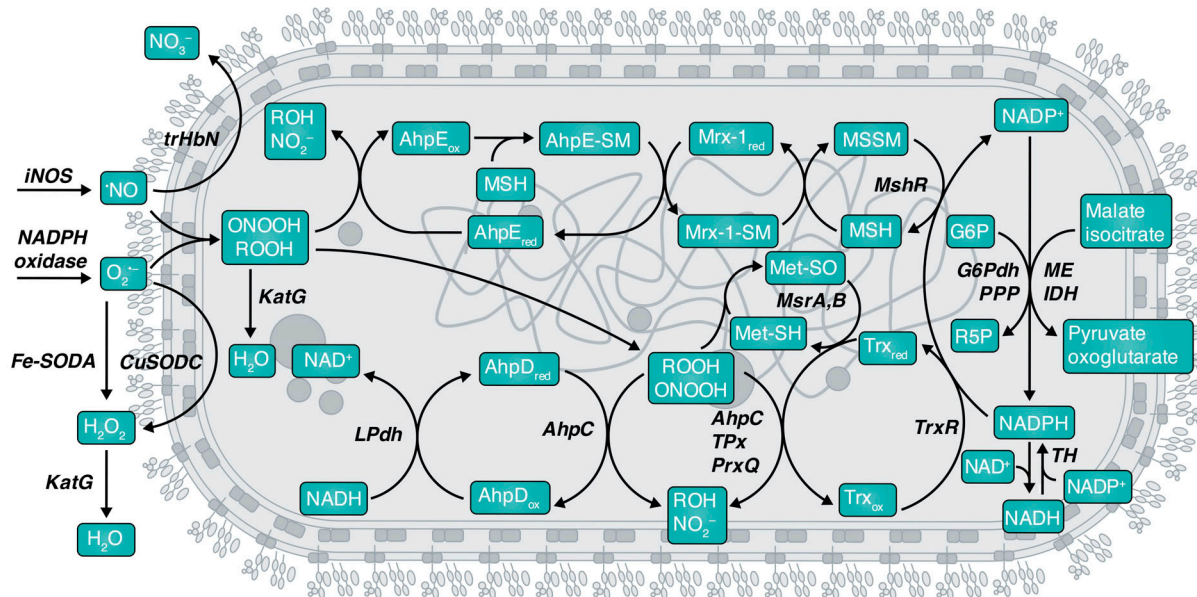 NO₃⁻
trHbN
iNOS
•NO
NADPH
oxidase
O₂•⁻
ONOOH
ROOH
ROH
NO₂⁻
AhpEox
MSH
AhpEred
AhpE-SM
Mrx-1red
Mrx-1-SM
MSSM
MSH
MshR
NADP⁺
G6P
Malate
isocitrate
G6Pdh
PPP
ME
IDH
R5P
Pyruvate
oxoglutarate
KatG
H₂O
NAD⁺
Fe-SODA
CuSODC
H₂O₂
KatG
H₂O
LPdh
NADH
AhpDred
AhpDox
AhpC
ROOH
ONOOH
Met-SO
MsrA,B
Met-SH
Trxred
AhpC
TPx
PrxQ
ROH
NO₂⁻
Trxox
TrxR
NADPH
NAD⁺
TH
NADP⁺
NADH